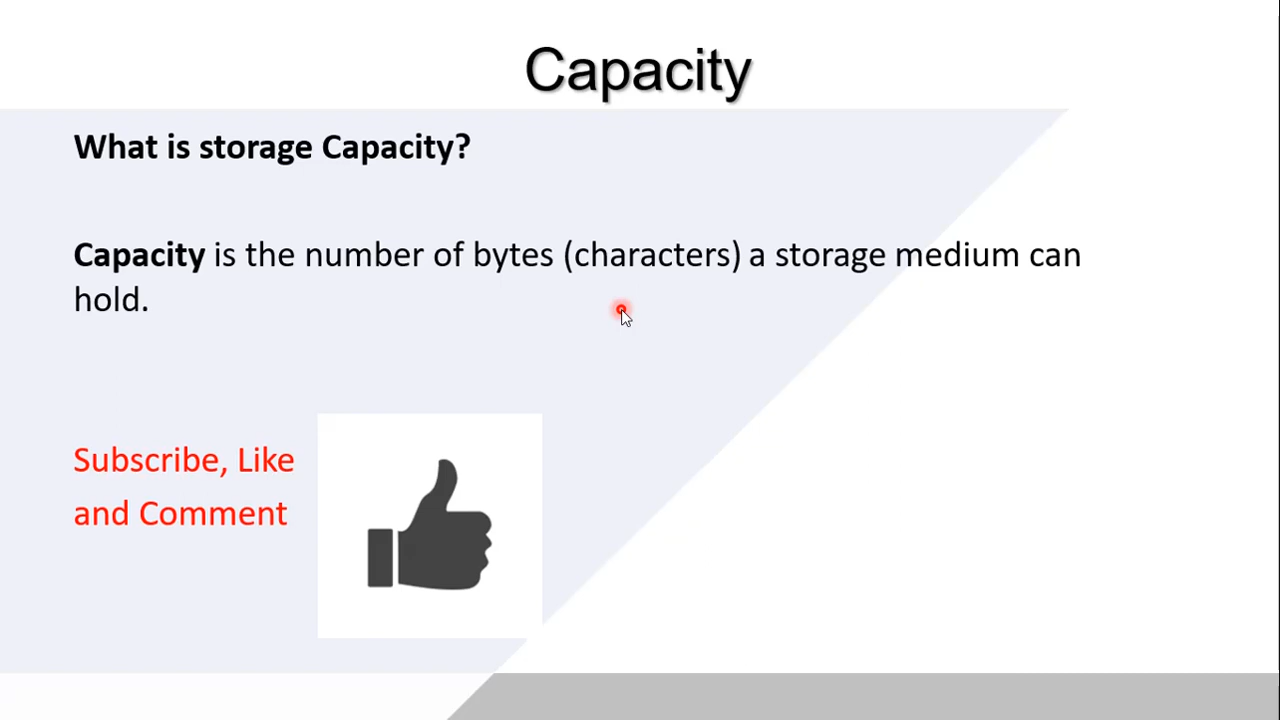 Capacity
What is storage Capacity?
Capacity is the number of bytes (characters) a storage medium can
hold.
Subscribe, Like
and Comment